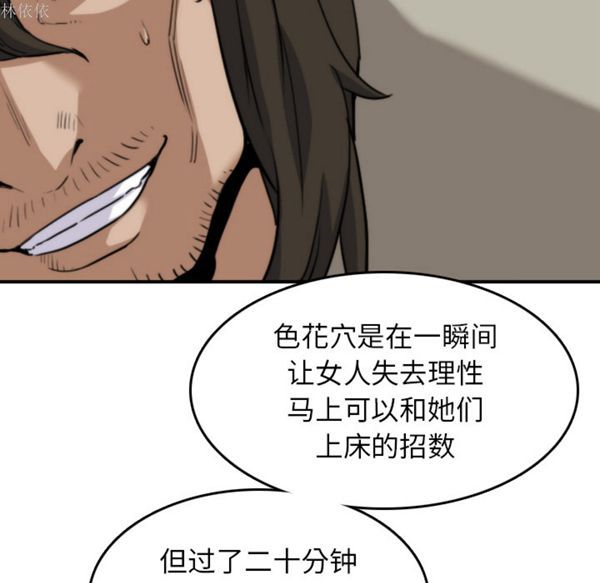 林依依
色花穴是在一瞬间
让女人失去理性
马上可以和她们
上床的招数
但过了二十分钟